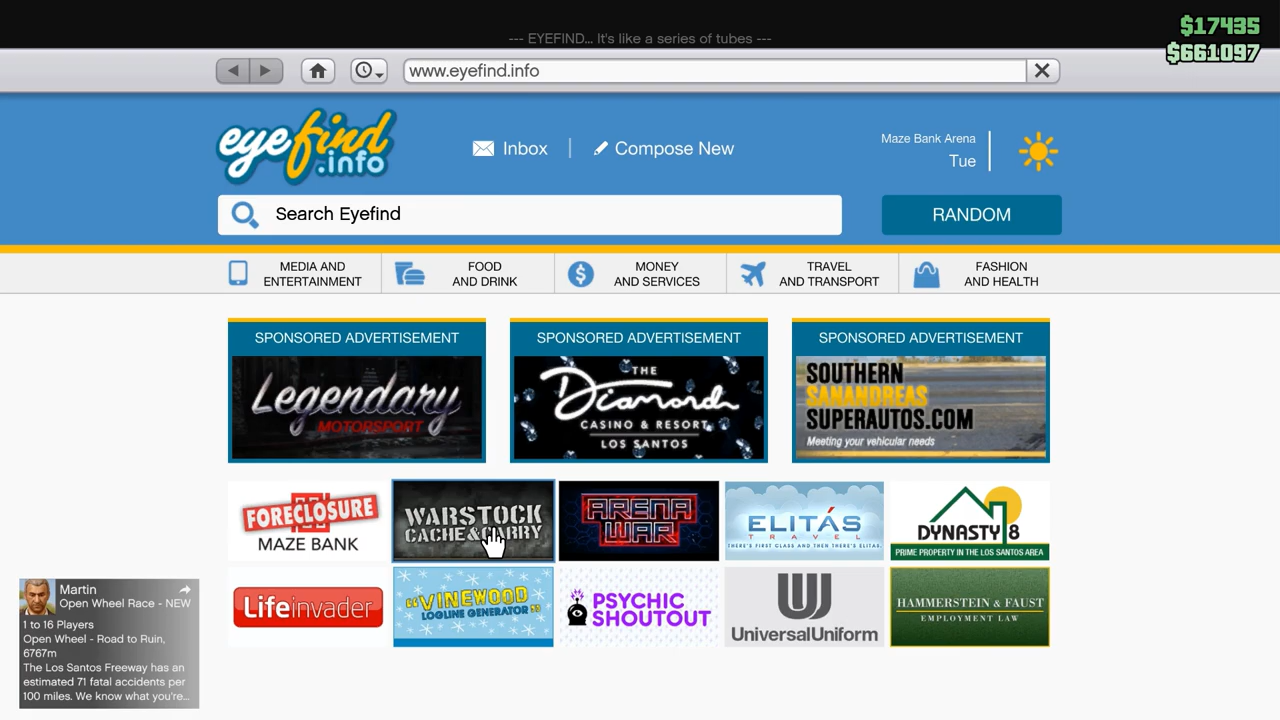 --- EYEFIND... It's like a series of tubes ---
$17435
$661097
www.eyefind.info
eyefind
.info
Inbox
Compose New
Maze Bank Arena
Tue
Search Eyefind
RANDOM
MEDIA AND
ENTERTAINMENT
FOOD
AND DRINK
MONEY
AND SERVICES
TRAVEL
AND TRANSPORT
FASHION
AND HEALTH
SPONSORED ADVERTISEMENT
Legendary
MOTORSPORT
SPONSORED ADVERTISEMENT
THE
Diamond
CASINO & RESORT
LOS SANTOS
SPONSORED ADVERTISEMENT
SOUTHERN
SANANDREAS
SUPERAUTOS.COM
Meeting your vehicular needs
FORECLOSURE
MAZE BANK
WARSTOCK
CACHE&CARRY
ARENA
WAR
ELITÁS
TRAVEL
THERE'S FIRST CLASS AND THEN THERE'S ELITAS.
DYNASTY 8
PRIME PROPERTY IN THE LOS SANTOS AREA
Lifeinvader
"VINEWOOD
LOGLINE GENERATOR"
PSYCHIC
SHOUTOUT
UniversalUniform
HAMMERSTEIN & FAUST
EMPLOYMENT LAW
Martin
Open Wheel Race - NEW
1 to 16 Players
Open Wheel - Road to Ruin,
6767m
The Los Santos Freeway has an
estimated 71 fatal accidents per
100 miles. We know what you're...